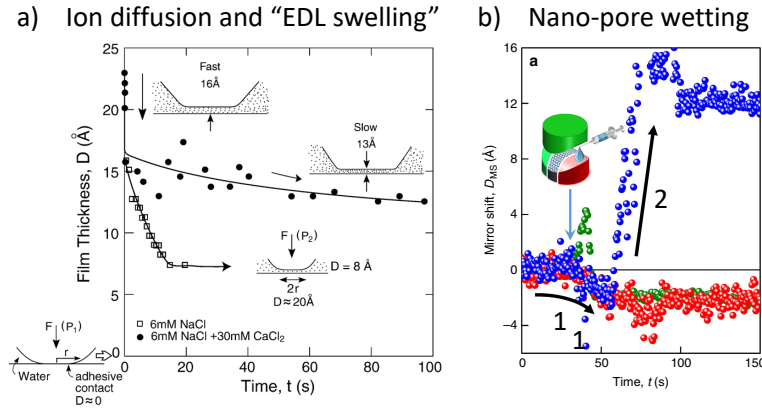 a) Ion diffusion and “EDL swelling”
b) Nano-pore wetting
Film Thickness, D (Å)
25
20
15
10
5
0
Fast
16Å
Slow
13Å
F (P₂)
D = 8 Å
2r
D≈20Å
□ 6mM NaCl
● 6mM NaCl +30mM CaCl₂
0 20 40 60 80 100
Time, t (s)
F (P₁)
r
Water
adhesive
contact
D≈0
a
Mirror shift, D_MS (Å)
16
12
8
4
0
-4
2
1
1
0 50 100 150
Time, t (s)